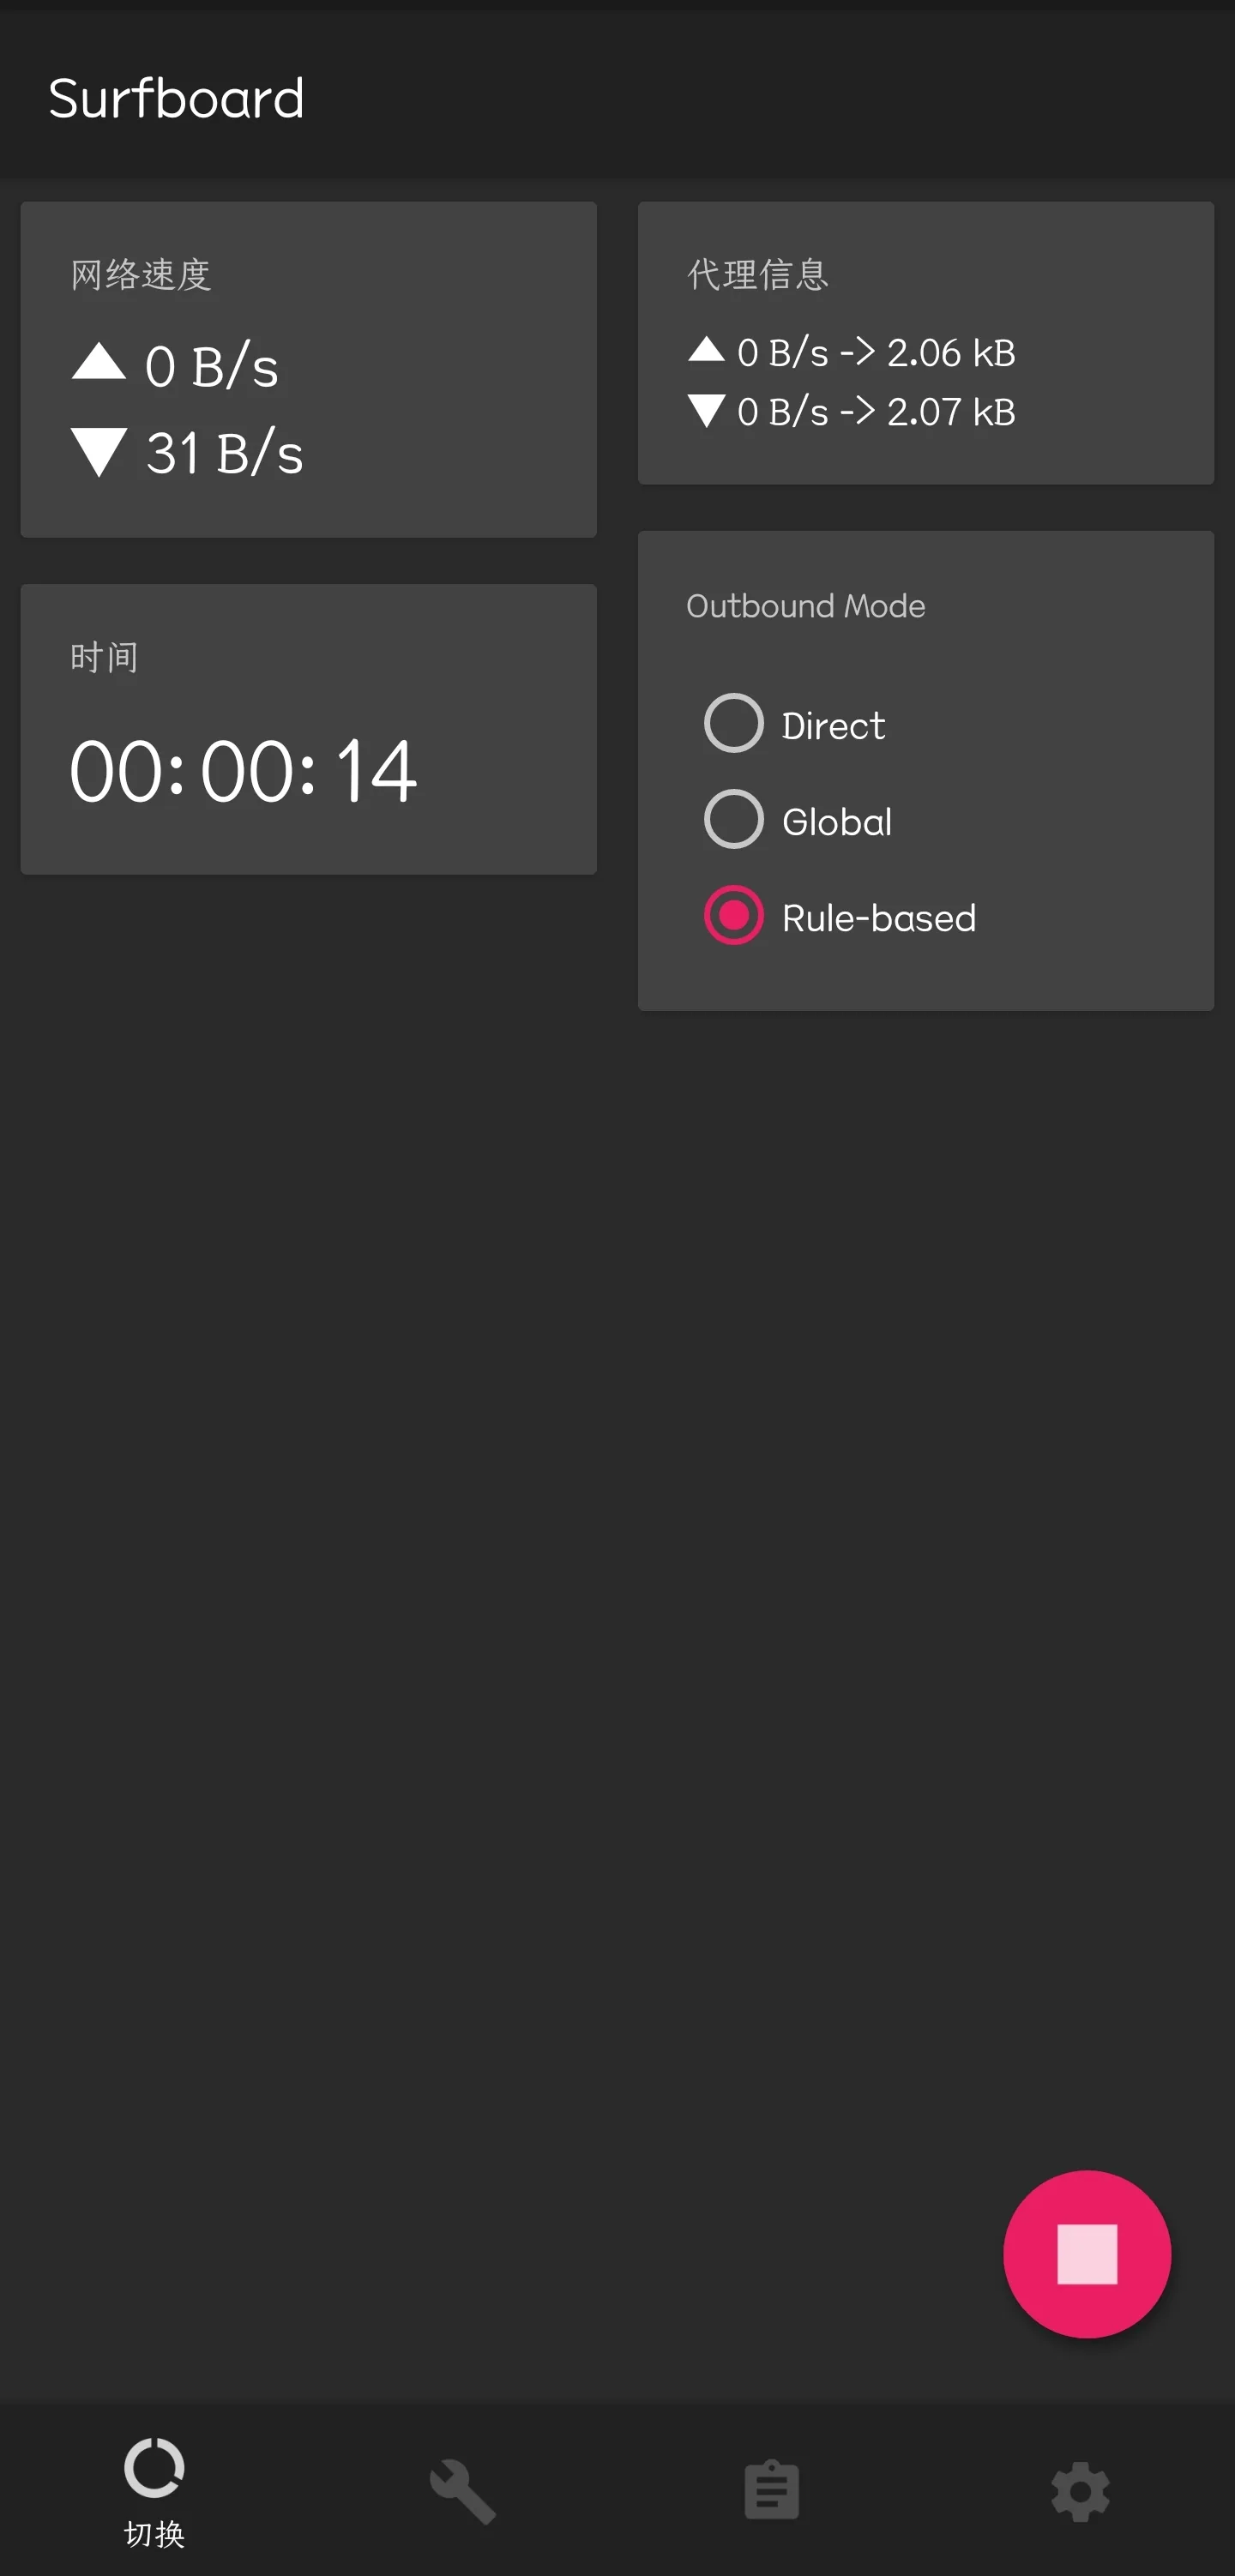 Surfboard
网络速度
▲ 0 B/s
▼ 31 B/s
时间
00:00:14
代理信息
▲ 0 B/s -> 2.06 kB
▼ 0 B/s -> 2.07 kB
Outbound Mode
Direct
Global
Rule-based
切换